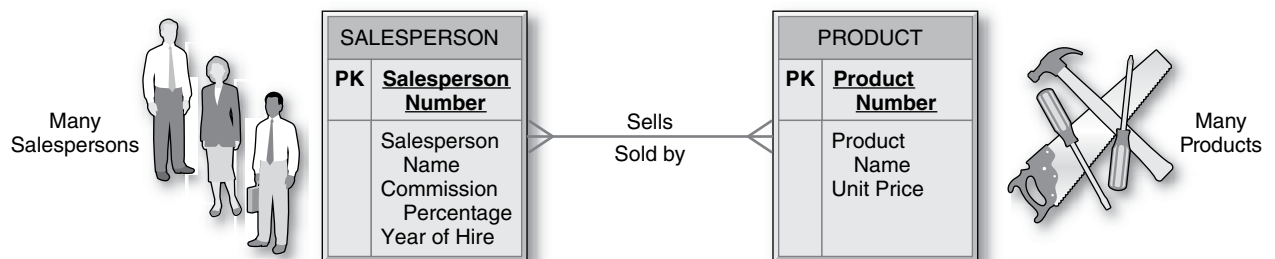 Many
Salespersons
SALESPERSON
PK
Salesperson
Number
Salesperson
Name
Commission
Percentage
Year of Hire
Sells
Sold by
PRODUCT
PK
Product
Number
Product
Name
Unit Price
Many
Products